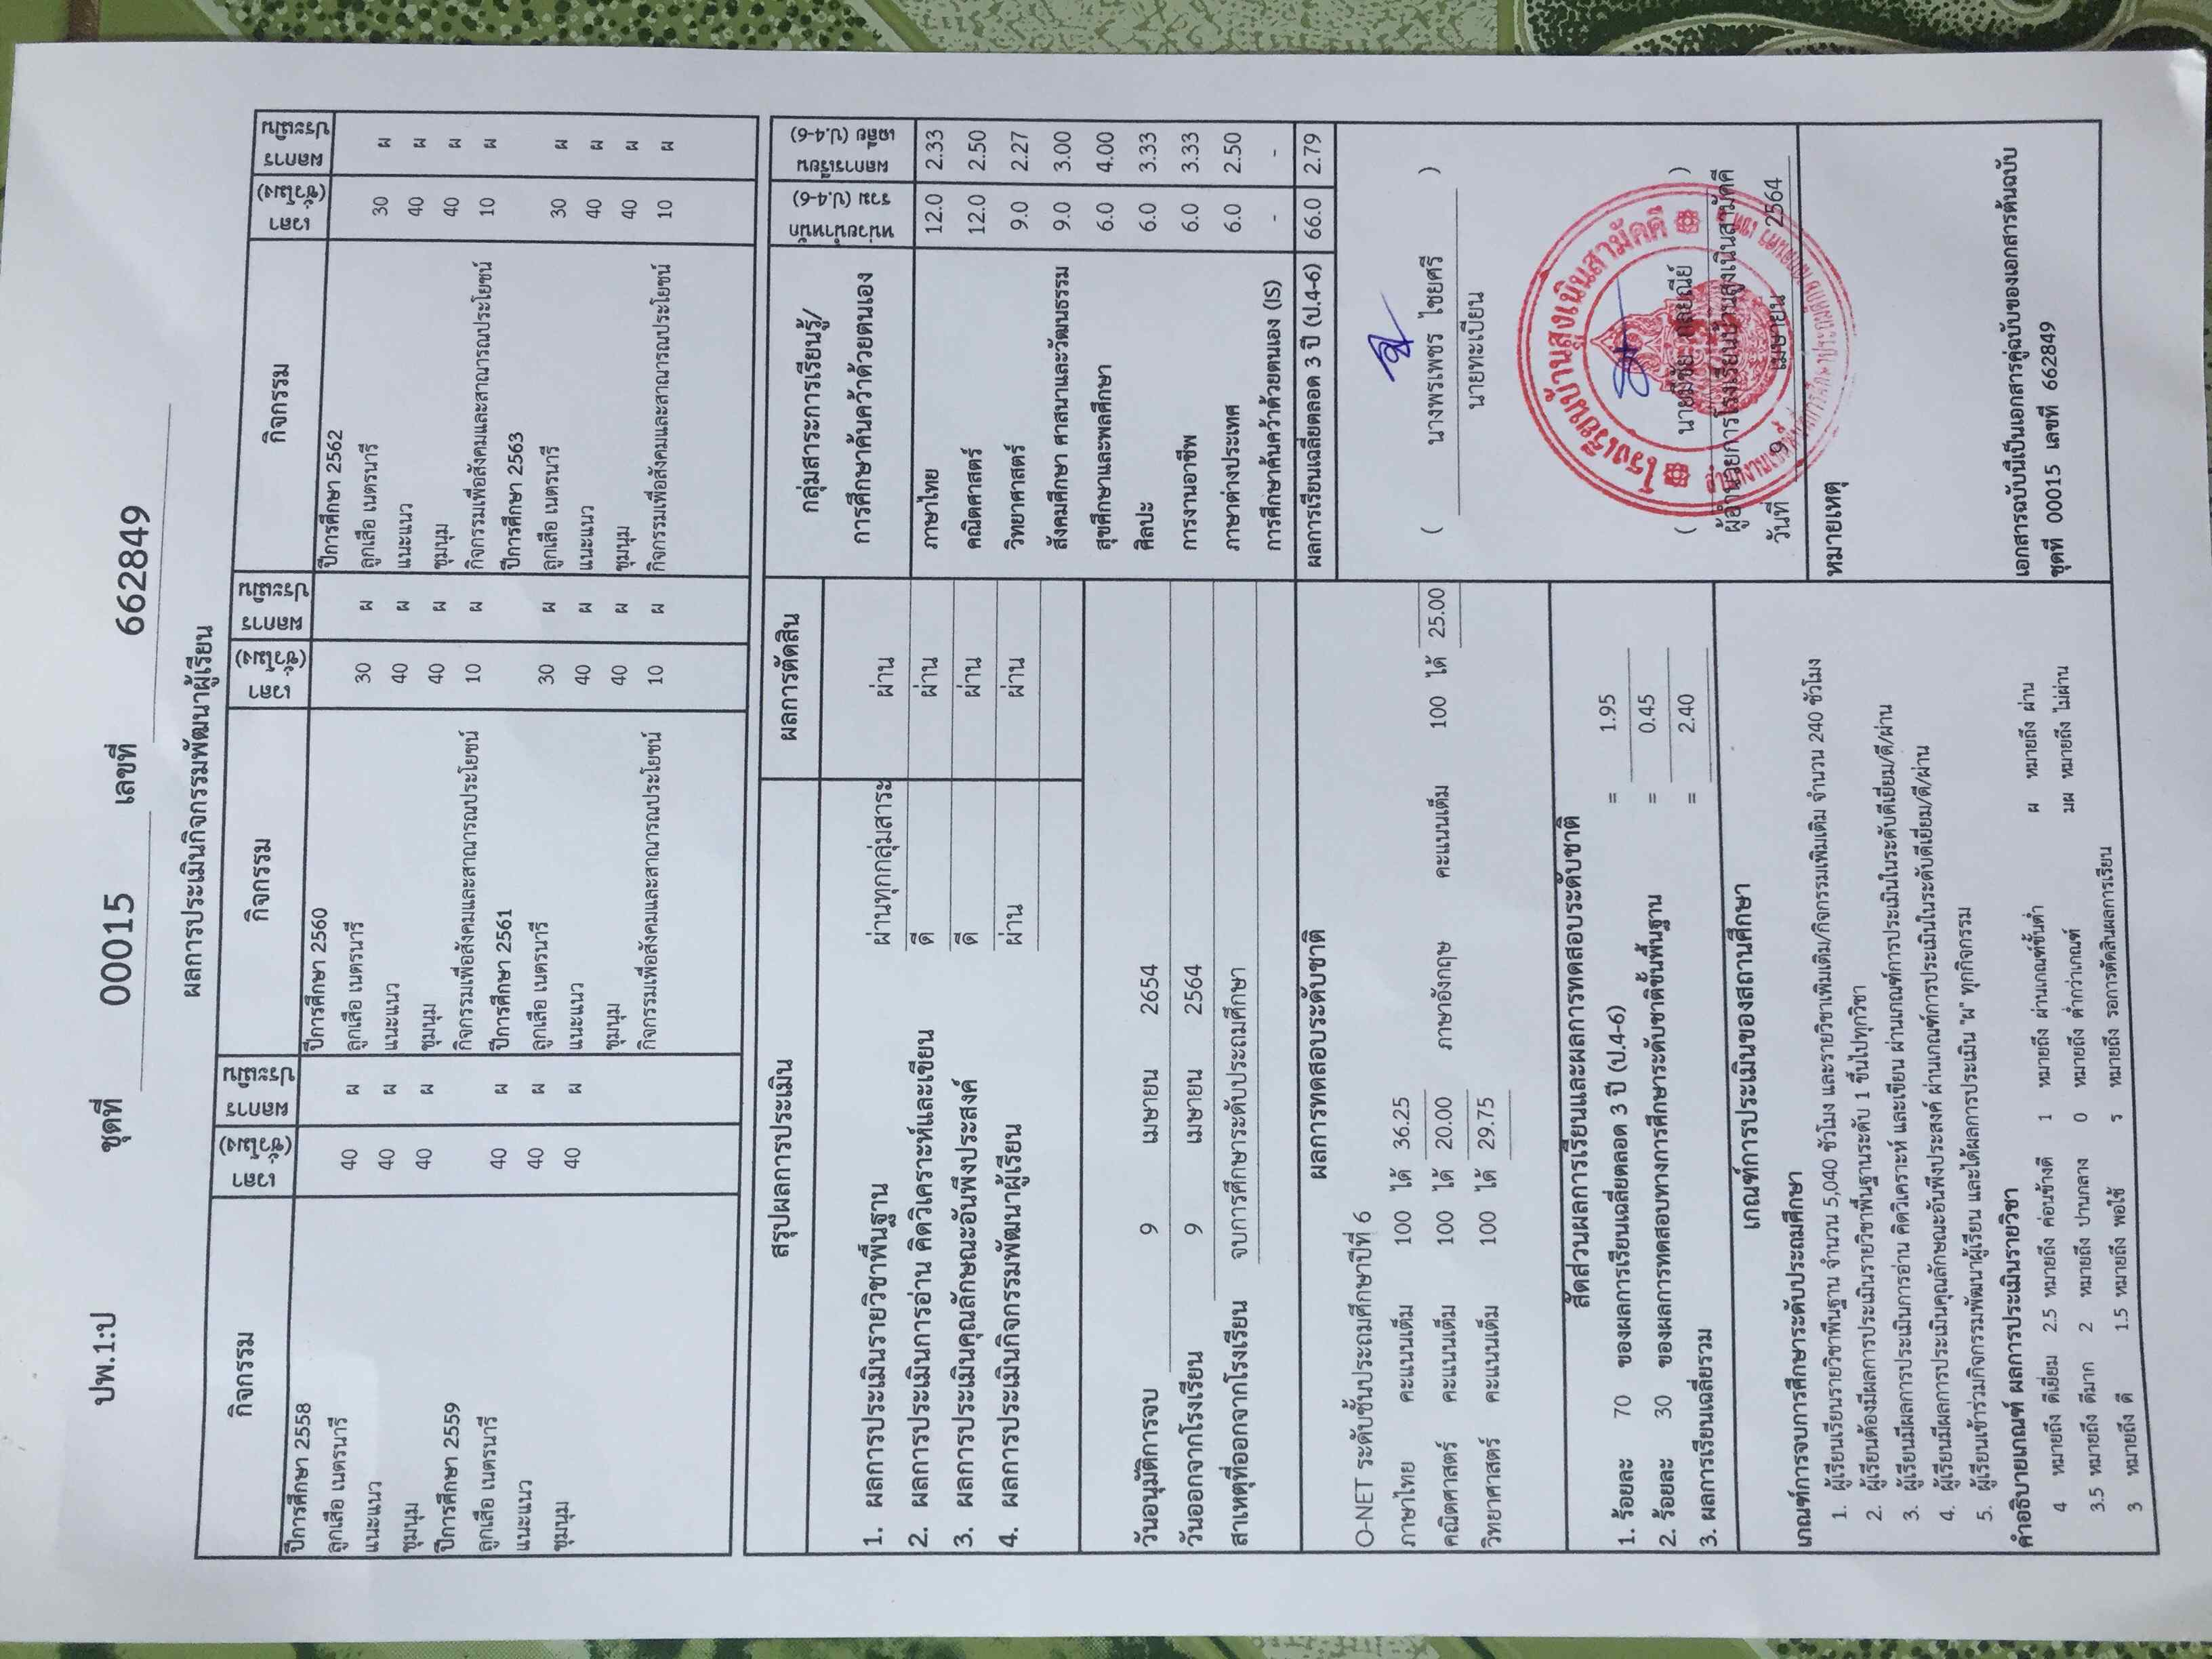 ปพ.1:ป ชุดที่ 00015 เลขที่ 662849
ผลการประเมินกิจกรรมพัฒนาผู้เรียน
กิจกรรม เวลา (ชั่วโมง) ผลการประเมิน กิจกรรม เวลา (ชั่วโมง) ผลการประเมิน กิจกรรม เวลา (ชั่วโมง) ผลการประเมิน
ปีการศึกษา 2558 ปีการศึกษา 2560 ปีการศึกษา 2562
ลูกเสือ เนตรนารี 40 ผ ลูกเสือ เนตรนารี 30 ผ ลูกเสือ เนตรนารี 30 ผ
แนะแนว 40 ผ แนะแนว 40 ผ แนะแนว 40 ผ
ชุมนุม 40 ผ ชุมนุม 40 ผ ชุมนุม 40 ผ
ปีการศึกษา 2559 กิจกรรมเพื่อสังคมและสาณารณประโยชน์ 10 ผ กิจกรรมเพื่อสังคมและสาณารณประโยชน์ 10 ผ
ลูกเสือ เนตรนารี 40 ผ ปีการศึกษา 2561 ปีการศึกษา 2563
แนะแนว 40 ผ ลูกเสือ เนตรนารี 30 ผ ลูกเสือ เนตรนารี 30 ผ
ชุมนุม 40 ผ แนะแนว 40 ผ แนะแนว 40 ผ
ชุมนุม 40 ผ ชุมนุม 40 ผ
กิจกรรมเพื่อสังคมและสาณารณประโยชน์ 10 ผ กิจกรรมเพื่อสังคมและสาณารณประโยชน์ 10 ผ
สรุปผลการประเมิน ผลการตัดสิน
1. ผลการประเมินรายวิชาพื้นฐาน ผ่านทุกกลุ่มสาระ ผ่าน
2. ผลการประเมินการอ่าน คิดวิเคราะห์และเขียน ดี ผ่าน
3. ผลการประเมินคุณลักษณะอันพึงประสงค์ ดี ผ่าน
4. ผลการประเมินกิจกรรมพัฒนาผู้เรียน ผ่าน ผ่าน
วันอนุมัติการจบ 9 เมษายน 2654
วันออกจากโรงเรียน 9 เมษายน 2564
สาเหตุที่ออกจากโรงเรียน จบการศึกษาระดับประถมศึกษา
กลุ่มสาระการเรียนรู้/ การศึกษาค้นคว้าด้วยตนเอง หน่วยน้ำหนัก รวม (ป.4-6) ผลการเรียน เฉลี่ย (ป.4-6)
ภาษาไทย 12.0 2.33
คณิตศาสตร์ 12.0 2.50
วิทยาศาสตร์ 9.0 2.27
สังคมศึกษา ศาสนาและวัฒนธรรม 9.0 3.00
สุขศึกษาและพลศึกษา 6.0 4.00
ศิลปะ 6.0 3.33
การงานอาชีพ 6.0 3.33
ภาษาต่างประเทศ 6.0 2.50
การศึกษาค้นคว้าด้วยตนเอง (IS) - -
ผลการเรียนเฉลี่ยตลอด 3 ปี (ป.4-6) 66.0 2.79
ผลการทดสอบระดับชาติ
O-NET ระดับชั้นประถมศึกษาปีที่ 6
ภาษาไทย คะแนนเต็ม 100 ได้ 36.25
คณิตศาสตร์ คะแนนเต็ม 100 ได้ 20.00 ภาษาอังกฤษ คะแนนเต็ม 100 ได้ 25.00
วิทยาศาสตร์ คะแนนเต็ม 100 ได้ 29.75
สัดส่วนผลการเรียนและผลการทดสอบระดับชาติ
1. ร้อยละ 70 ของผลการเรียนเฉลี่ยตลอด 3 ปี (ป.4-6) = 1.95
2. ร้อยละ 30 ของผลการทดสอบทางการศึกษาระดับชาติขั้นพื้นฐาน = 0.45
3. ผลการเรียนเฉลี่ยรวม = 2.40
( นางพรเพชร ไชยศรี )
นายทะเบียน
โรงเรียนบ้านสูงเนินสามัคคี
ผู้อำนวยการโรงเรียนบ้านสูงเนินสามัคคี
วันที่ 9 เมษายน 2564
เกณฑ์การประเมินของสถานศึกษา
เกณฑ์การจบการศึกษาระดับประถมศึกษา
1. ผู้เรียนเรียนรายวิชาพื้นฐาน จำนวน 5,040 ชั่วโมง และรายวิชาเพิ่มเติม/กิจกรรมเพิ่มเติม จำนวน 240 ชั่วโมง
2. ผู้เรียนต้องมีผลการประเมินรายวิชาพื้นฐานระดับ 1 ขึ้นไปทุกวิชา
3. ผู้เรียนมีผลการประเมินการอ่าน คิดวิเคราะห์ และเขียน ผ่านเกณฑ์การประเมินในระดับดีเยี่ยม/ดี/ผ่าน
4. ผู้เรียนมีผลการประเมินคุณลักษณะอันพึงประสงค์ ผ่านเกณฑ์การประเมินในระดับดีเยี่ยม/ดี/ผ่าน
5. ผู้เรียนเข้าร่วมกิจกรรมพัฒนาผู้เรียน และได้ผลการประเมิน "ผ" ทุกกิจกรรม
คำอธิบายเกณฑ์ ผลการประเมินรายวิชา
4 หมายถึง ดีเยี่ยม 2.5 หมายถึง ค่อนข้างดี 1 หมายถึง ผ่านเกณฑ์ขั้นต่ำ ผ หมายถึง ผ่าน
3.5 หมายถึง ดีมาก 2 หมายถึง ปานกลาง 0 หมายถึง ต่ำกว่าเกณฑ์ มผ หมายถึง ไม่ผ่าน
3 หมายถึง ดี 1.5 หมายถึง พอใช้ ร หมายถึง รอการตัดสินผลการเรียน
หมายเหตุ
เอกสารฉบับนี้เป็นเอกสารคู่ฉบับของเอกสารต้นฉบับ
ชุดที่ 00015 เลขที่ 662849